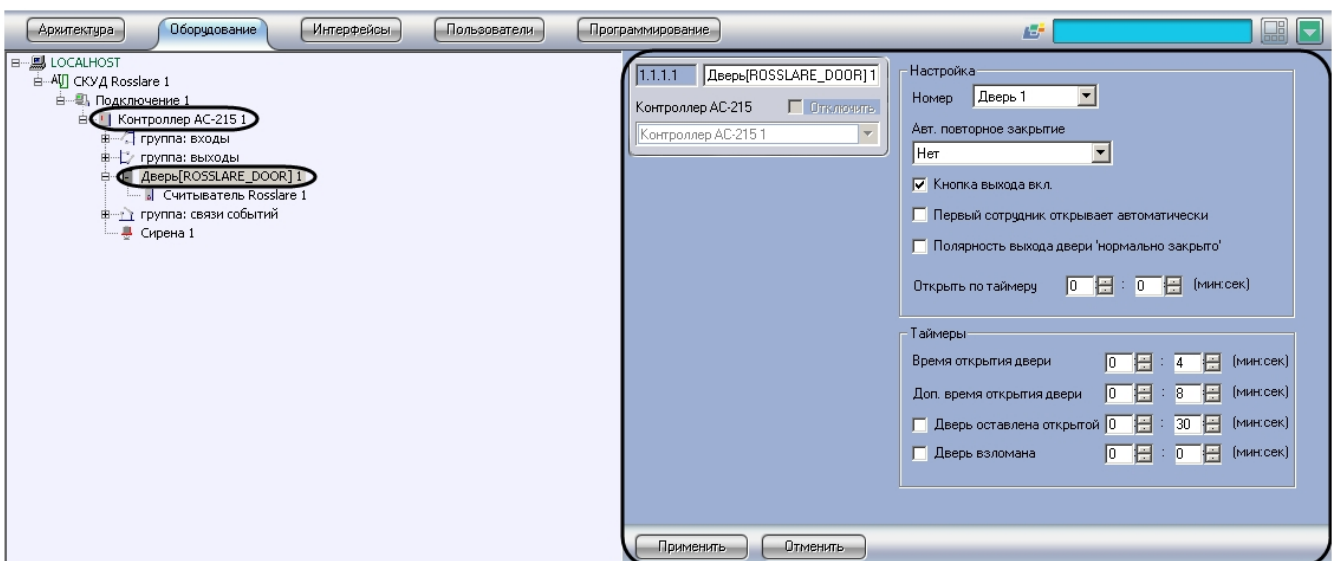 Архитектура Оборудование Интерфейсы Пользователи Программирование
LOCALHOST
СКУД Rosslare 1
Подключение 1
Контроллер AC-215 1
группа: входы
группа: выходы
Дверь[ROSSLARE_DOOR] 1
Считыватель Rosslare 1
группа: связи событий
Сирена 1
1.1.1.1 Дверь[ROSSLARE_DOOR] 1
Контроллер AC-215 Отключить
Контроллер AC-215 1
Настройка
Номер Дверь 1
Авт. повторное закрытие
Нет
Кнопка выхода вкл.
Первый сотрудник открывает автоматически
Полярность выхода двери 'нормально закрыто'
Открыть по таймеру 0 : 0 (мин:сек)
Таймеры
Время открытия двери 0 : 4 (мин:сек)
Доп. время открытия двери 0 : 8 (мин:сек)
Дверь оставлена открытой 0 : 30 (мин:сек)
Дверь взломана 0 : 0 (мин:сек)
Применить Отменить